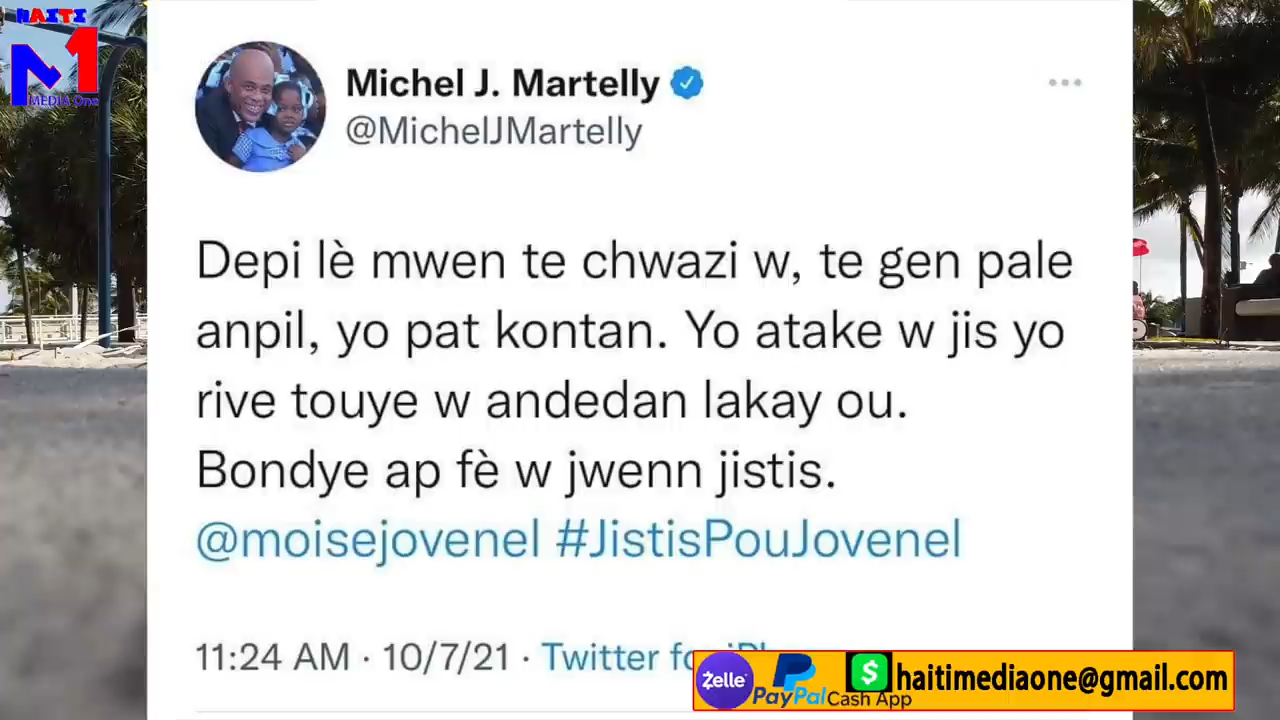 HAITI
M1
MEDIA One
Michel J. Martelly
@MichelJMartelly
Depi lè mwen te chwazi w, te gen pale
anpil, yo pat kontan. Yo atake w jis yo
rive touye w andedan lakay ou.
Bondye ap fè w jwenn jistis.
@moisejovenel #JistisPouJovenel
11:24 AM · 10/7/21 · Twitter
Zelle PayPal $ Cash App haitimediaone@gmail.com